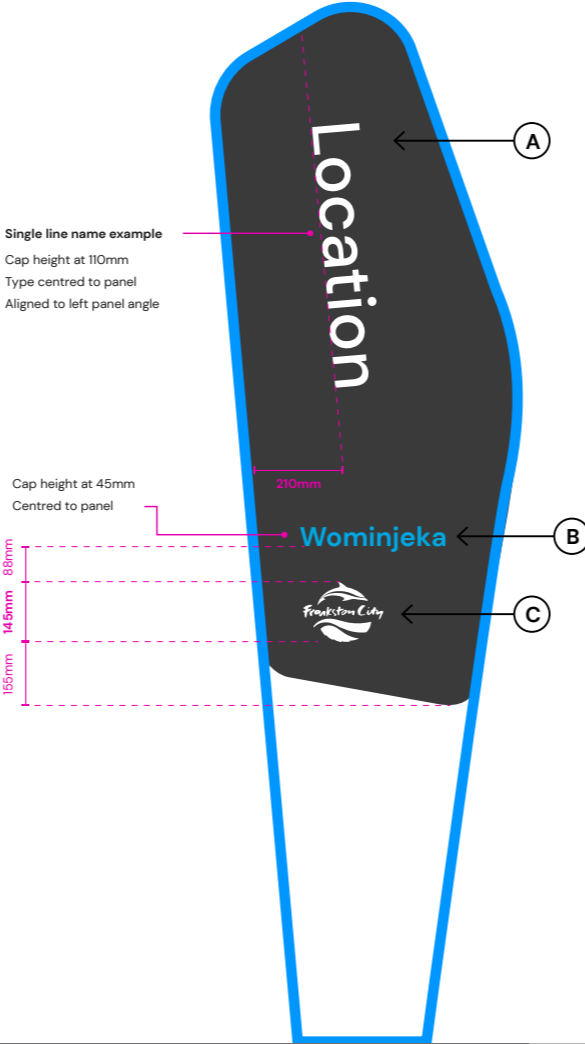 Location
A
Single line name example
Cap height at 110mm
Type centred to panel
Aligned to left panel angle
210mm
Cap height at 45mm
Centred to panel
Wominjeka
B
88mm
145mm
155mm
Frankston City
C